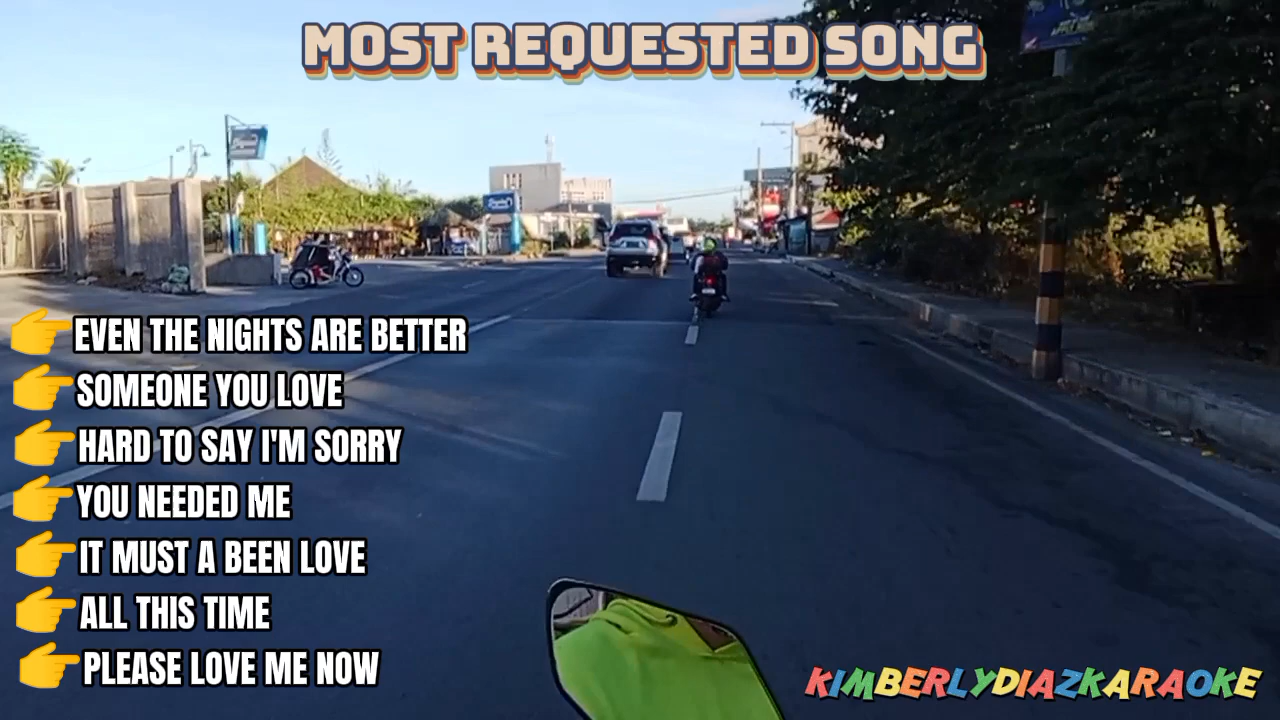 MOST REQUESTED SONG
EVEN THE NIGHTS ARE BETTER
SOMEONE YOU LOVE
HARD TO SAY I'M SORRY
YOU NEEDED ME
IT MUST A BEEN LOVE
ALL THIS TIME
PLEASE LOVE ME NOW
KIMBERLYDIAZKARAOKE